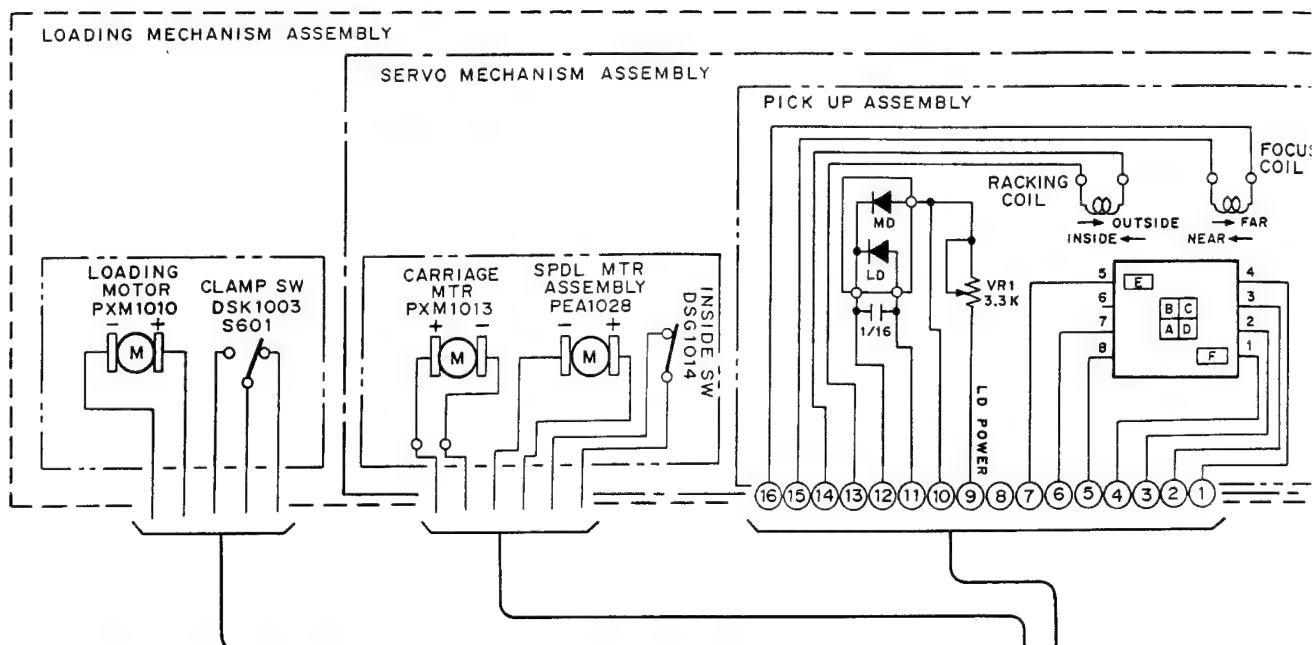 LOADING MECHANISM ASSEMBLY
SERVO MECHANISM ASSEMBLY
PICK UP ASSEMBLY
LOADING
MOTOR
PXM1010
- +
M
CLAMP SW
DSK1003
S601
CARRIAGE
MTR
PXM1013
+ -
M
SPDL MTR
ASSEMBLY
PEA1028
- +
M
INSIDE SW
DSG1014
MD
LD
1/16
VR1
3.3K
LD POWER
RACKING
COIL
OUTSIDE
INSIDE
FOCUS
COIL
FAR
NEAR
5
6
7
8
E
B C
A D
F
4
3
2
1
16 15 14 13 12 11 10 9 8 7 6 5 4 3 2 1